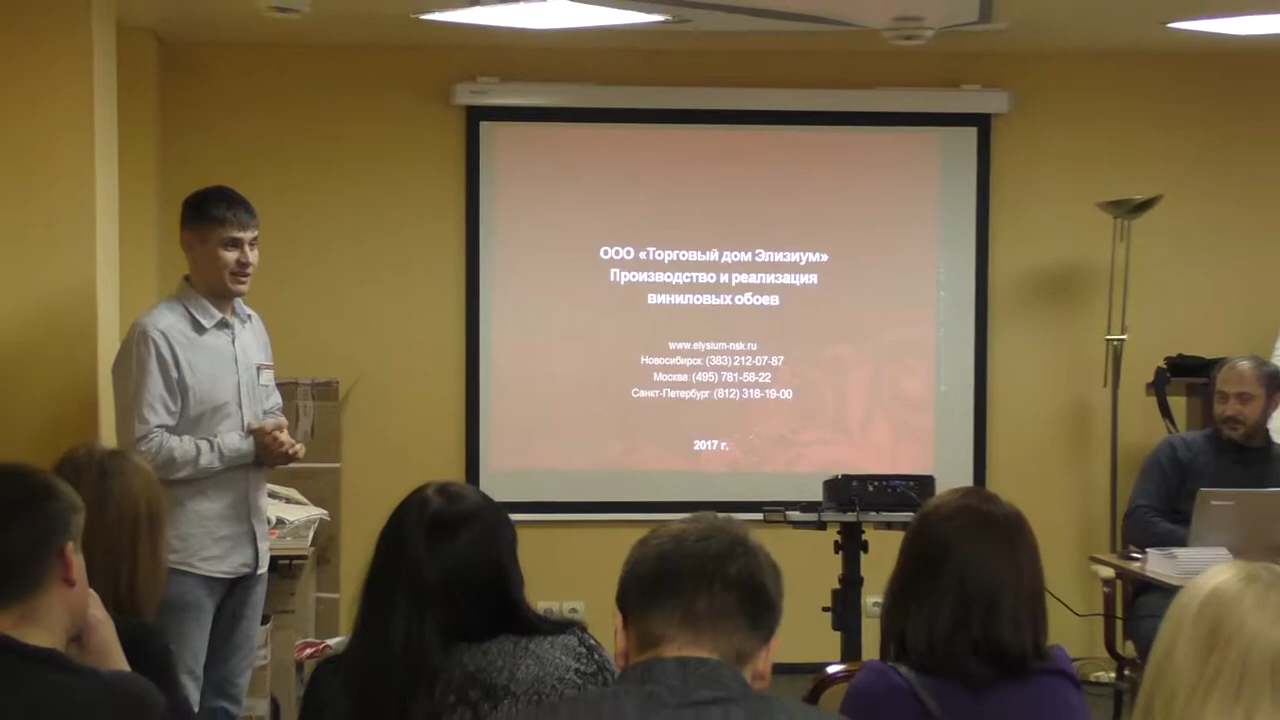 ООО «Торговый дом Элизиум»
Производство и реализация
виниловых обоев
www.elysium-nsk.ru
Новосибирск: (383) 212-07-87
Москва: (495) 781-58-22
Санкт-Петербург: (812) 318-19-00
2017 г.